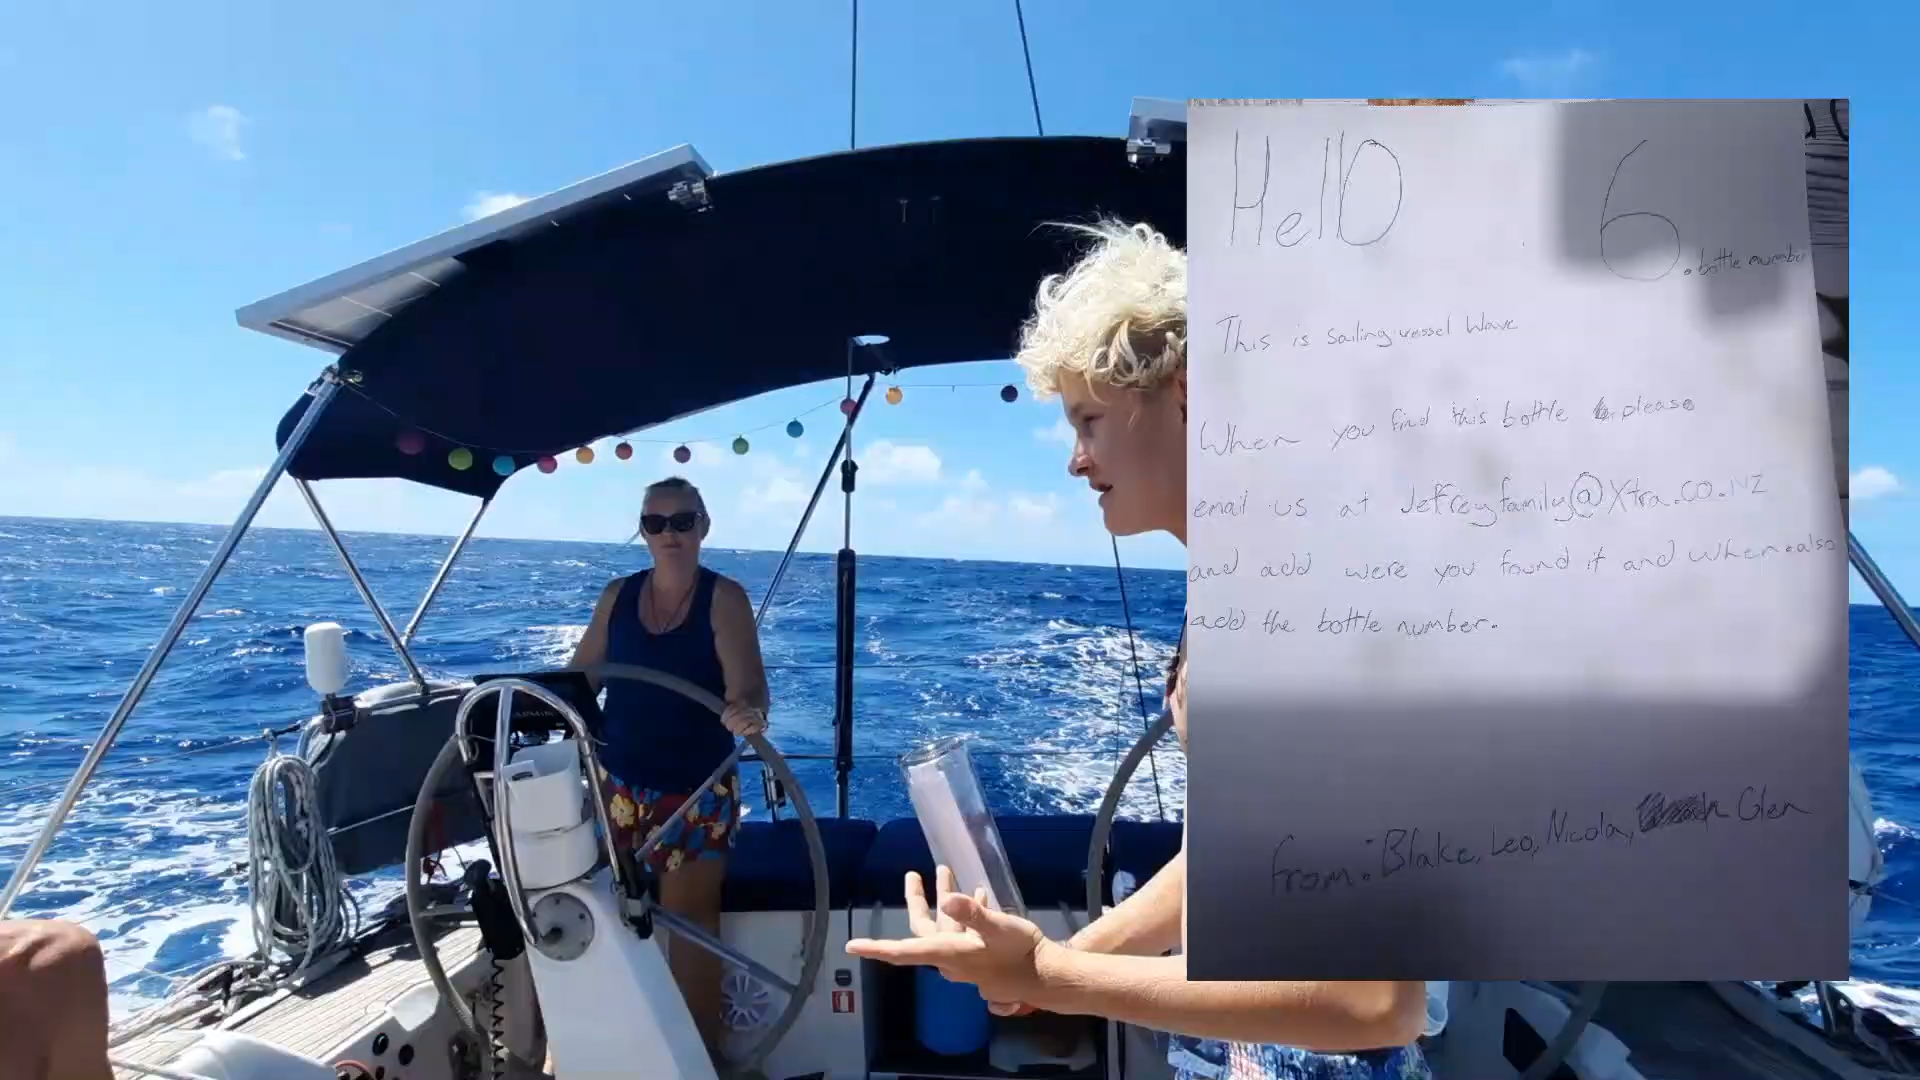 Hello
6
. bottle number
This is sailing vessel Wave
When you find this bottle please
email us at Jeffreyfamily@Xtra.co.NZ
and add were you found it and when.also
add the bottle number.
from: Blake, Leo, Nicola, Glen